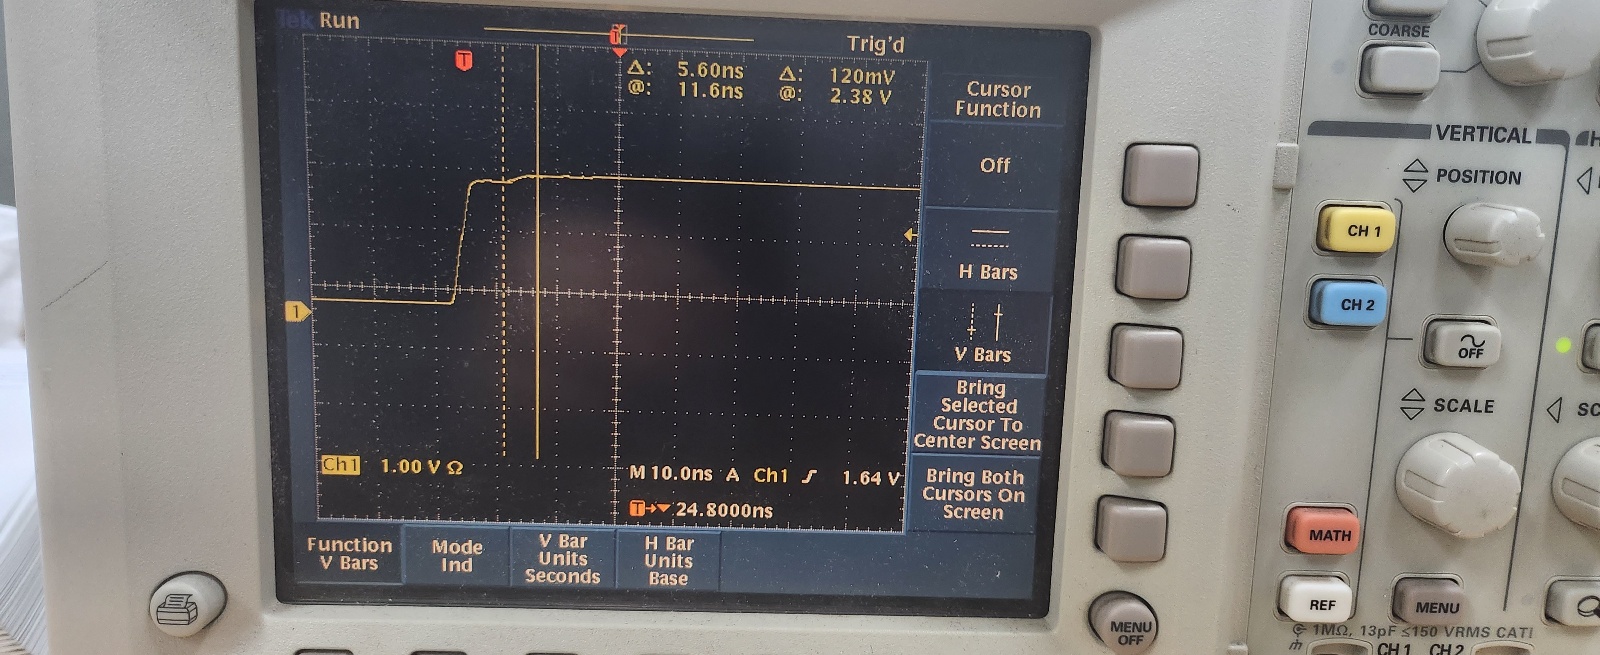 Tek Run
Trig'd
T
T
Δ: 5.60ns Δ: 120mV
@: 11.6ns @: 2.38 V
1
Ch1 1.00 V Ω
M 10.0ns A Ch1 ƒ 1.64 V
T→▼ 24.8000ns
Cursor
Function
Off
H Bars
V Bars
Bring
Selected
Cursor To
Center Screen
Bring Both
Cursors On
Screen
Function
V Bars
Mode
Ind
V Bar
Units
Seconds
H Bar
Units
Base
MENU
OFF
COARSE
VERTICAL
POSITION
CH 1
CH 2
OFF
SCALE
SC
MATH
REF
MENU
1MΩ, 13pF ≤150 VRMS CAT I
CH 1 CH 2